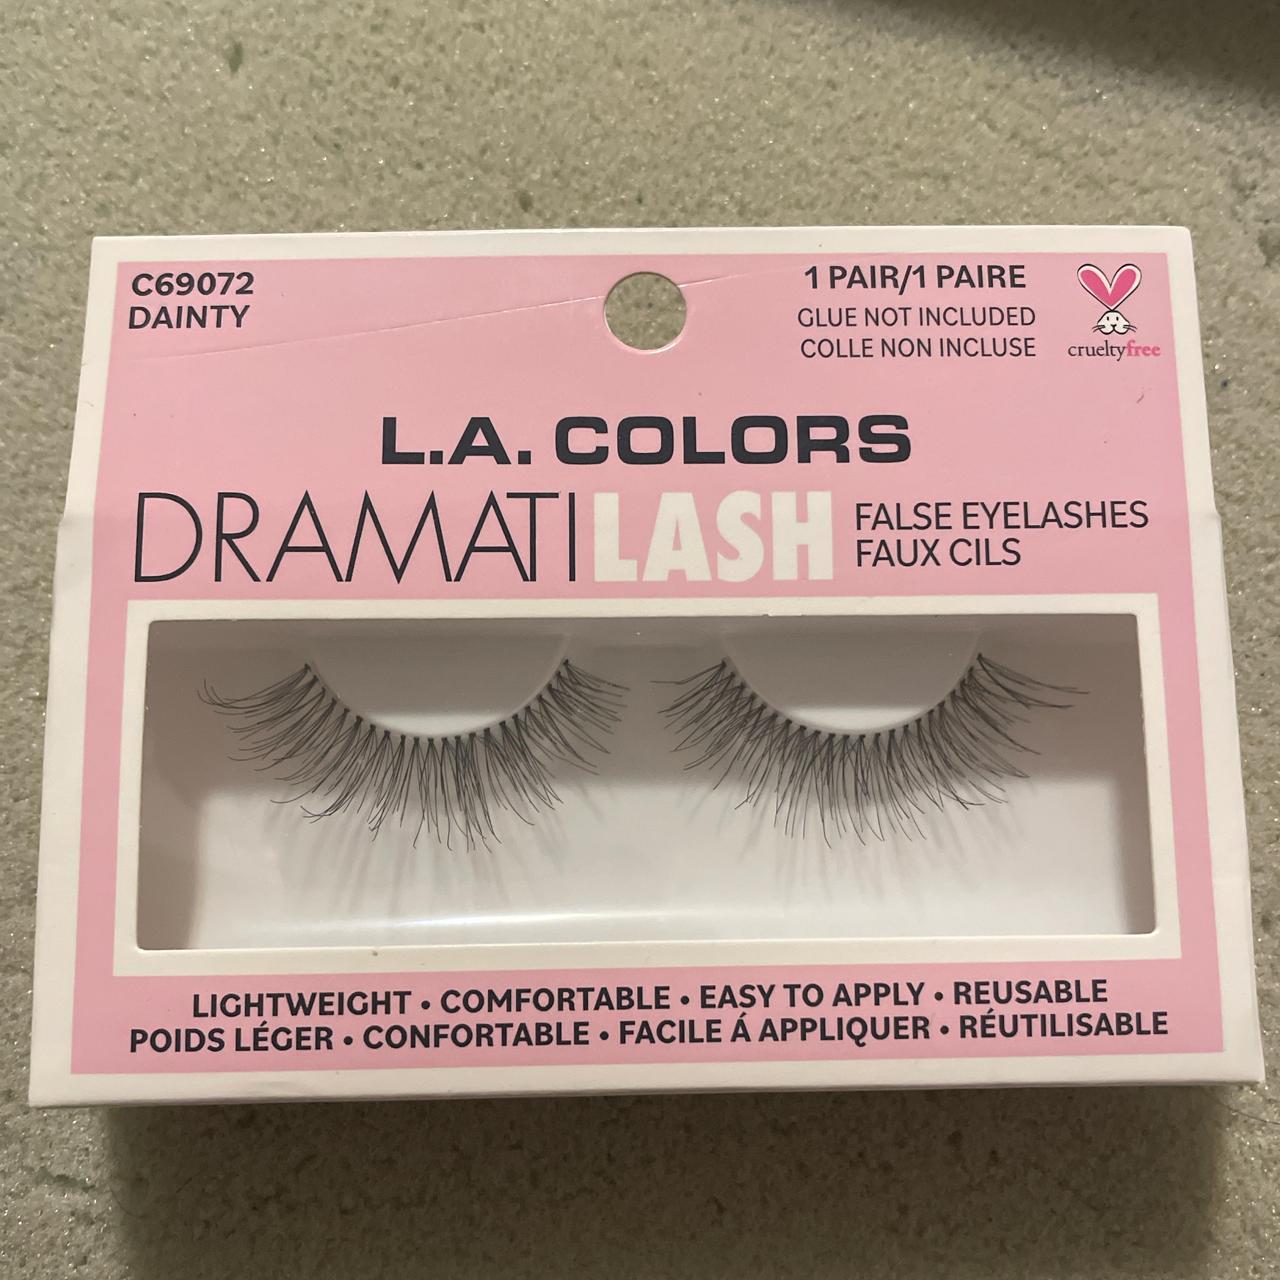 C69072
DAINTY
1 PAIR/1 PAIRE
GLUE NOT INCLUDED
COLLE NON INCLUSE
crueltyfree
L.A. COLORS
DRAMATILASH
FALSE EYELASHES
FAUX CILS
LIGHTWEIGHT • COMFORTABLE • EASY TO APPLY • REUSABLE
POIDS LÉGER • CONFORTABLE • FACILE Á APPLIQUER • RÉUTILISABLE